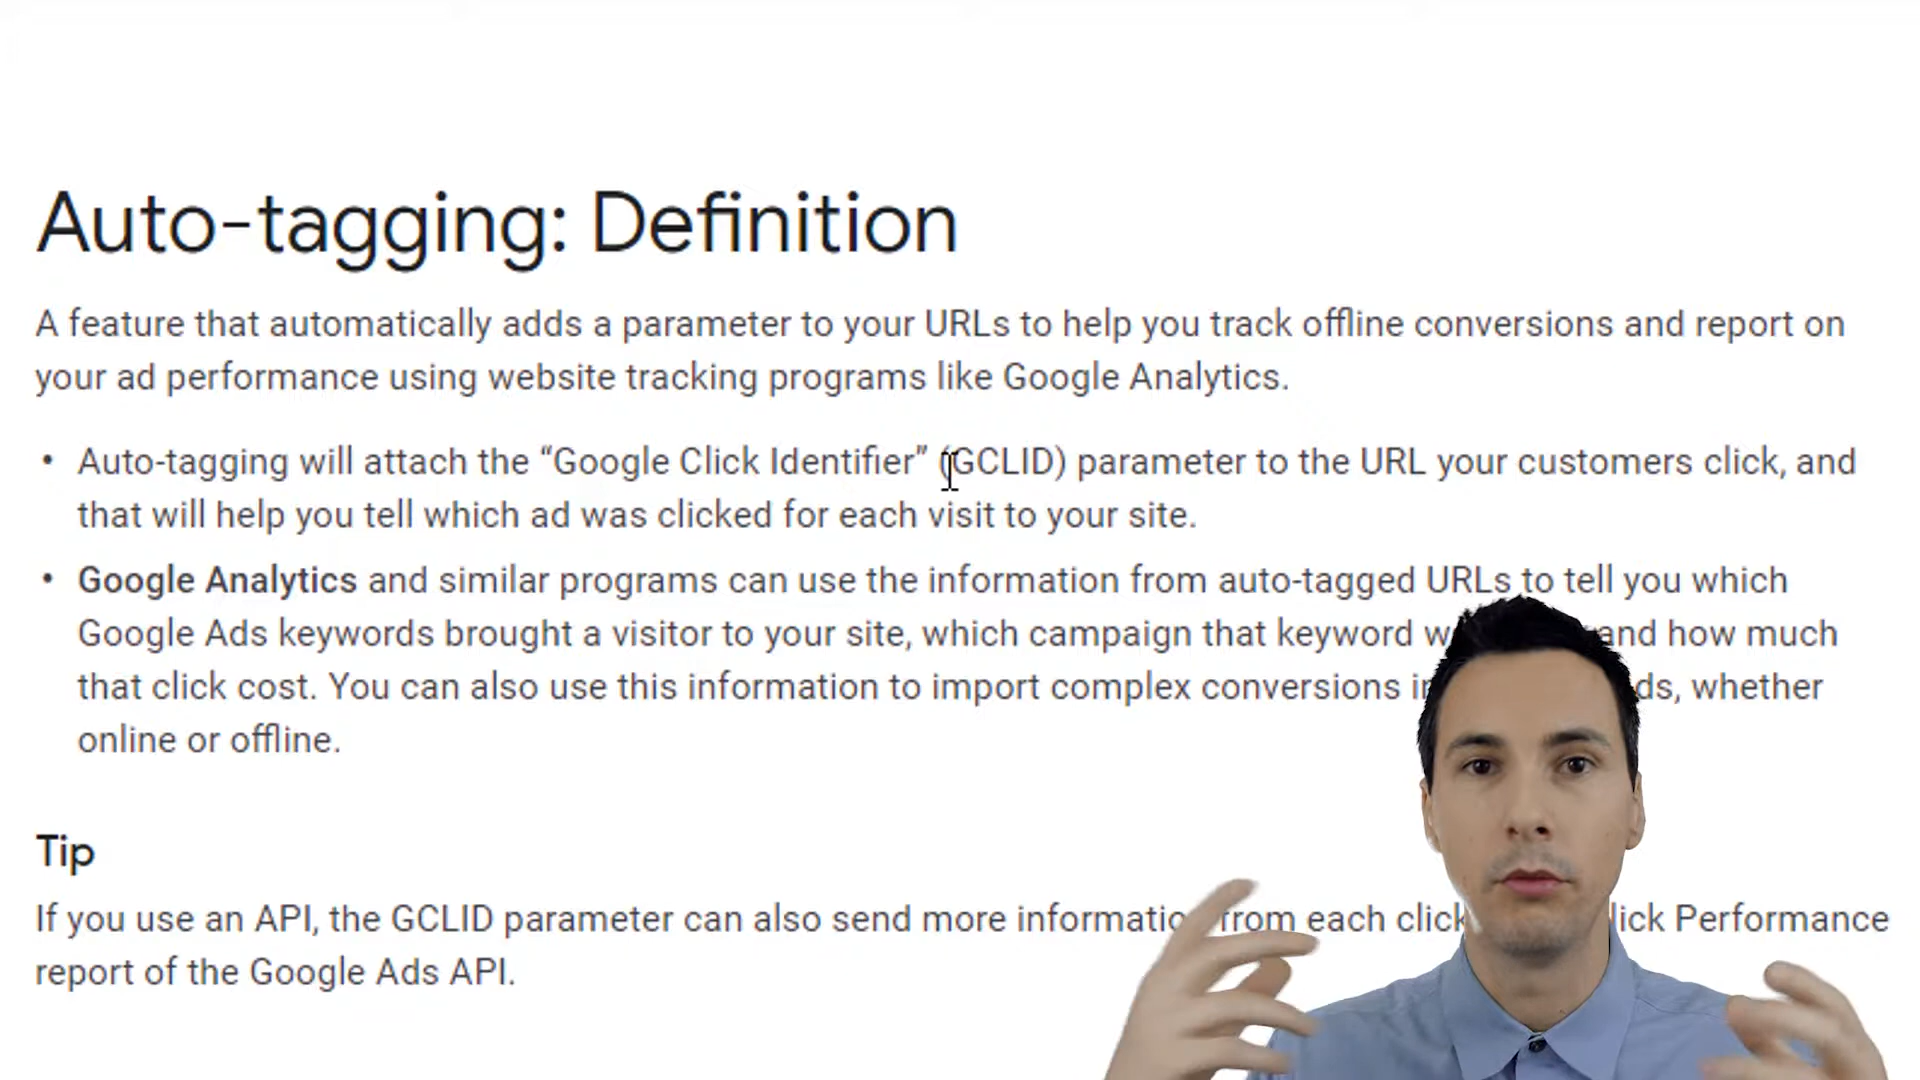 Auto-tagging: Definition
A feature that automatically adds a parameter to your URLs to help you track offline conversions and report on
your ad performance using website tracking programs like Google Analytics.
• Auto-tagging will attach the “Google Click Identifier” (GCLID) parameter to the URL your customers click, and
that will help you tell which ad was clicked for each visit to your site.
• Google Analytics and similar programs can use the information from auto-tagged URLs to tell you which
Google Ads keywords brought a visitor to your site, which campaign that keyword and how much
that click cost. You can also use this information to import complex conversions whether
online or offline.
Tip
If you use an API, the GCLID parameter can also send more information from each click Performance
report of the Google Ads API.